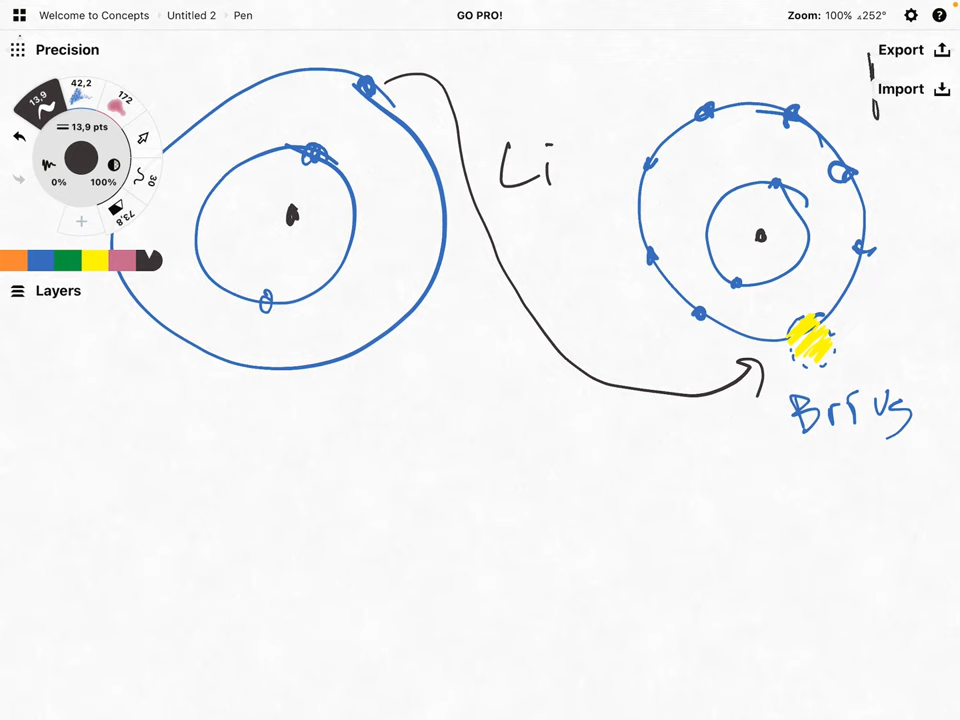 Welcome to Concepts › Untitled 2 › Pen
GO PRO!
Zoom: 100% ⊿252°
Precision
Export
Import
42,2
13,9
172
13,9 pts
0%
100%
30
73,8
Layers
Li